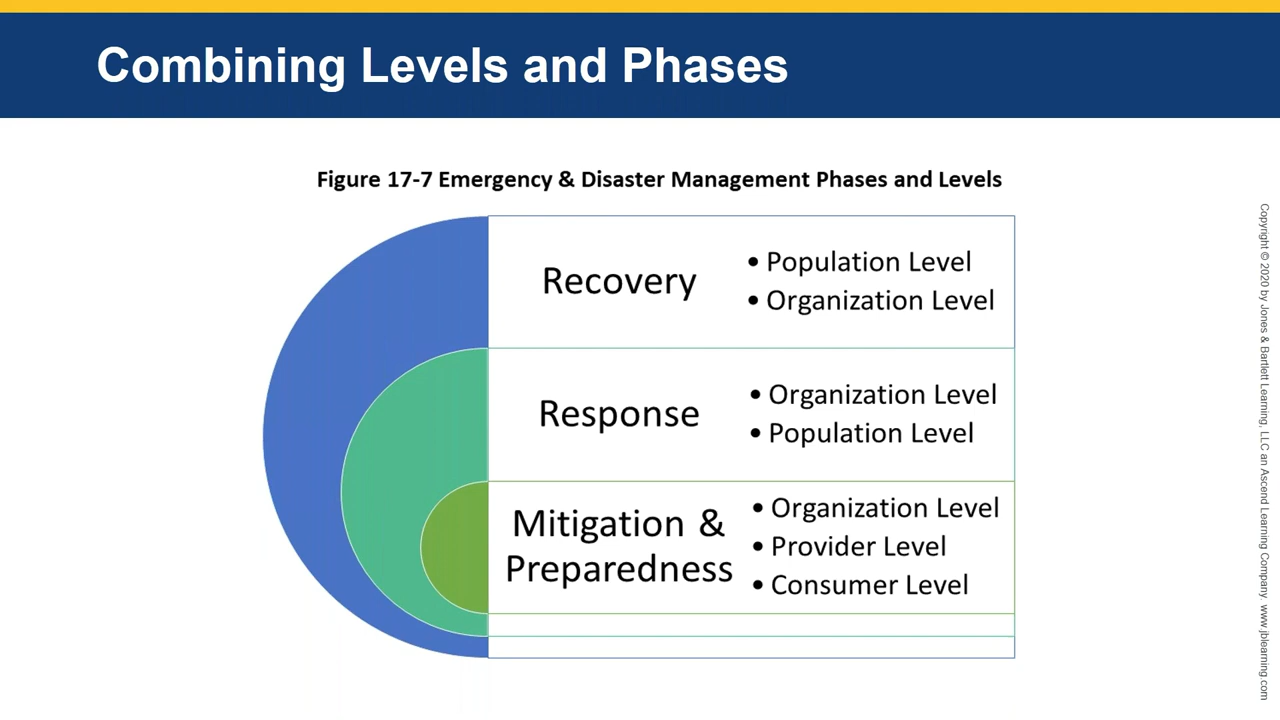 Combining Levels and Phases
Figure 17-7 Emergency & Disaster Management Phases and Levels
Recovery
• Population Level
• Organization Level
Response
• Organization Level
• Population Level
Mitigation &
Preparedness
• Organization Level
• Provider Level
• Consumer Level
Copyright © 2020 by Jones & Bartlett Learning, LLC an Ascend Learning Company. www.jblearning.com